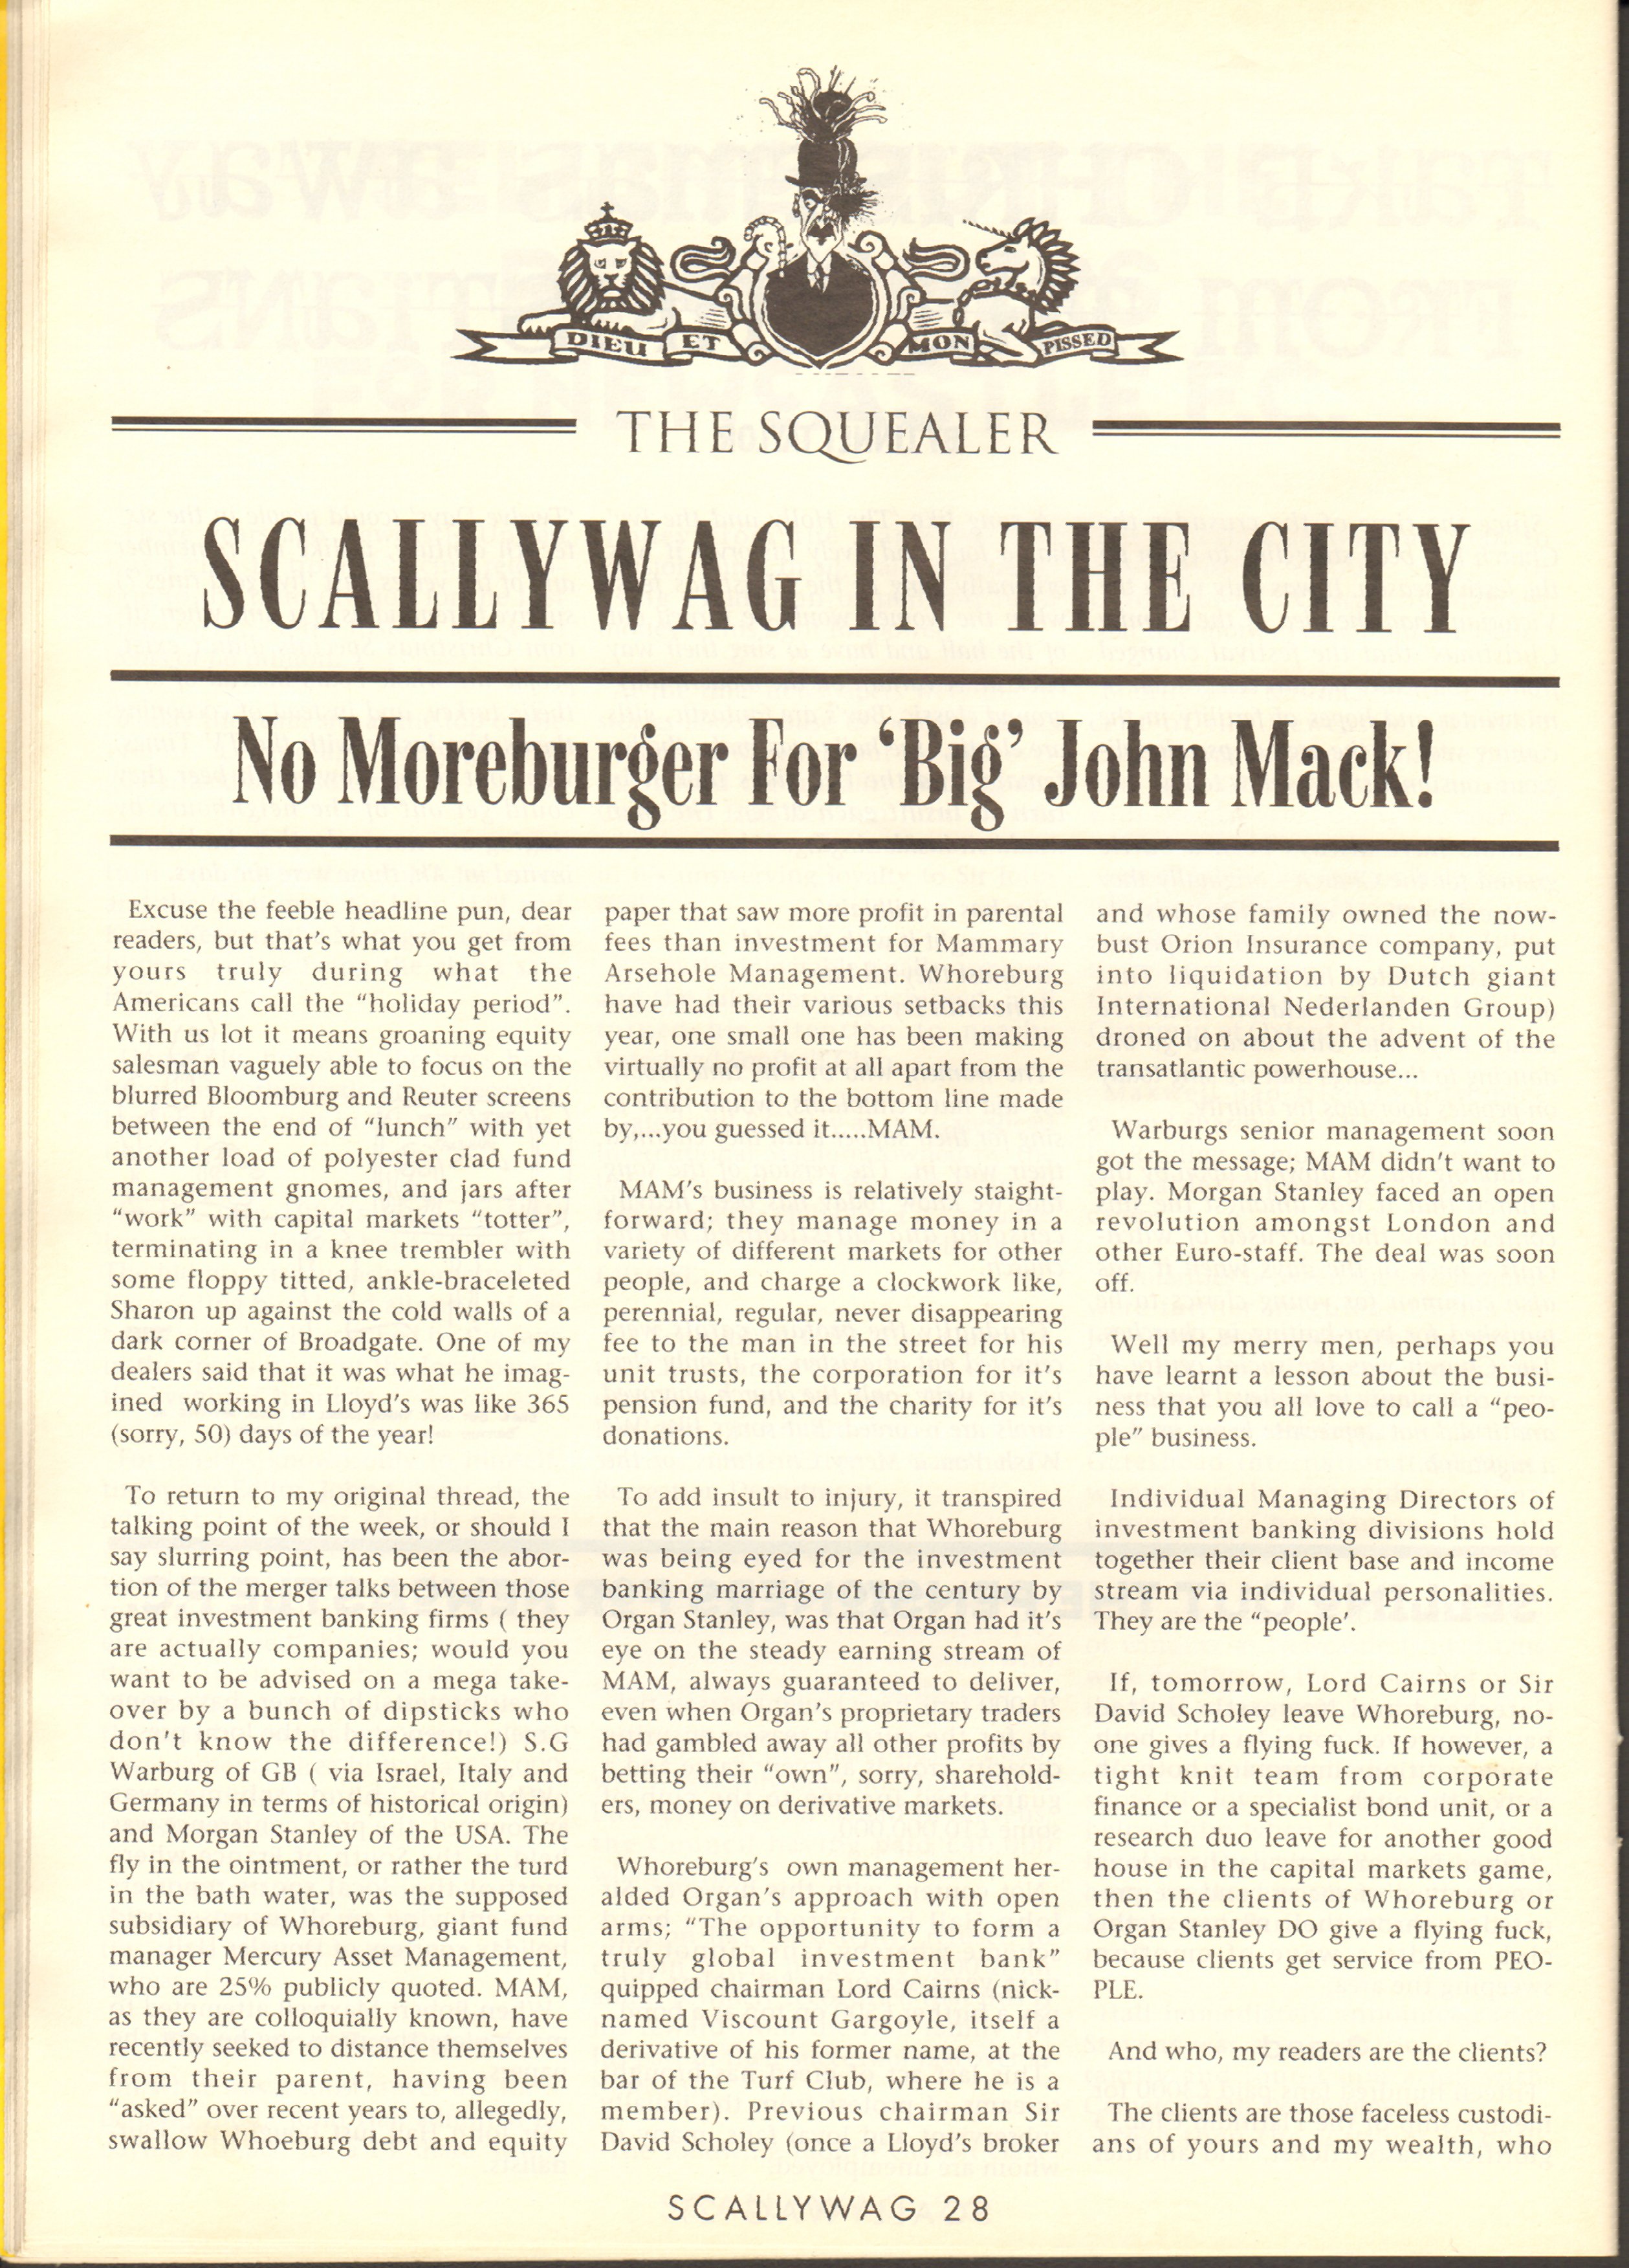 DIEU ET MON PISSED
THE SQUEALER
SCALLYWAG IN THE CITY
No Moreburger For ‘Big’ John Mack!
Excuse the feeble headline pun, dear
readers, but that’s what you get from
yours truly during what the
Americans call the “holiday period”.
With us lot it means groaning equity
salesman vaguely able to focus on the
blurred Bloomburg and Reuter screens
between the end of “lunch” with yet
another load of polyester clad fund
management gnomes, and jars after
“work” with capital markets “totter”,
terminating in a knee trembler with
some floppy titted, ankle-braceleted
Sharon up against the cold walls of a
dark corner of Broadgate. One of my
dealers said that it was what he imag-
ined working in Lloyd’s was like 365
(sorry, 50) days of the year!
To return to my original thread, the
talking point of the week, or should I
say slurring point, has been the abor-
tion of the merger talks between those
great investment banking firms ( they
are actually companies; would you
want to be advised on a mega take-
over by a bunch of dipsticks who
don’t know the difference!) S.G
Warburg of GB ( via Israel, Italy and
Germany in terms of historical origin)
and Morgan Stanley of the USA. The
fly in the ointment, or rather the turd
in the bath water, was the supposed
subsidiary of Whoreburg, giant fund
manager Mercury Asset Management,
who are 25% publicly quoted. MAM,
as they are colloquially known, have
recently seeked to distance themselves
from their parent, having been
“asked” over recent years to, allegedly,
swallow Whoeburg debt and equity
paper that saw more profit in parental
fees than investment for Mammary
Arsehole Management. Whoreburg
have had their various setbacks this
year, one small one has been making
virtually no profit at all apart from the
contribution to the bottom line made
by,...you guessed it.....MAM.
MAM’s business is relatively staight-
forward; they manage money in a
variety of different markets for other
people, and charge a clockwork like,
perennial, regular, never disappearing
fee to the man in the street for his
unit trusts, the corporation for it’s
pension fund, and the charity for it’s
donations.
To add insult to injury, it transpired
that the main reason that Whoreburg
was being eyed for the investment
banking marriage of the century by
Organ Stanley, was that Organ had it’s
eye on the steady earning stream of
MAM, always guaranteed to deliver,
even when Organ’s proprietary traders
had gambled away all other profits by
betting their “own”, sorry, sharehold-
ers, money on derivative markets.
Whoreburg’s own management her-
alded Organ’s approach with open
arms; “The opportunity to form a
truly global investment bank”
quipped chairman Lord Cairns (nick-
named Viscount Gargoyle, itself a
derivative of his former name, at the
bar of the Turf Club, where he is a
member). Previous chairman Sir
David Scholey (once a Lloyd’s broker
and whose family owned the now-
bust Orion Insurance company, put
into liquidation by Dutch giant
International Nederlanden Group)
droned on about the advent of the
transatlantic powerhouse...
Warburgs senior management soon
got the message; MAM didn’t want to
play. Morgan Stanley faced an open
revolution amongst London and
other Euro-staff. The deal was soon
off.
Well my merry men, perhaps you
have learnt a lesson about the busi-
ness that you all love to call a “peo-
ple” business.
Individual Managing Directors of
investment banking divisions hold
together their client base and income
stream via individual personalities.
They are the “people’.
If, tomorrow, Lord Cairns or Sir
David Scholey leave Whoreburg, no-
one gives a flying fuck. If however, a
tight knit team from corporate
finance or a specialist bond unit, or a
research duo leave for another good
house in the capital markets game,
then the clients of Whoreburg or
Organ Stanley DO give a flying fuck,
because clients get service from PEO-
PLE.
And who, my readers are the clients?
The clients are those faceless custodi-
ans of yours and my wealth, who
SCALLYWAG 28